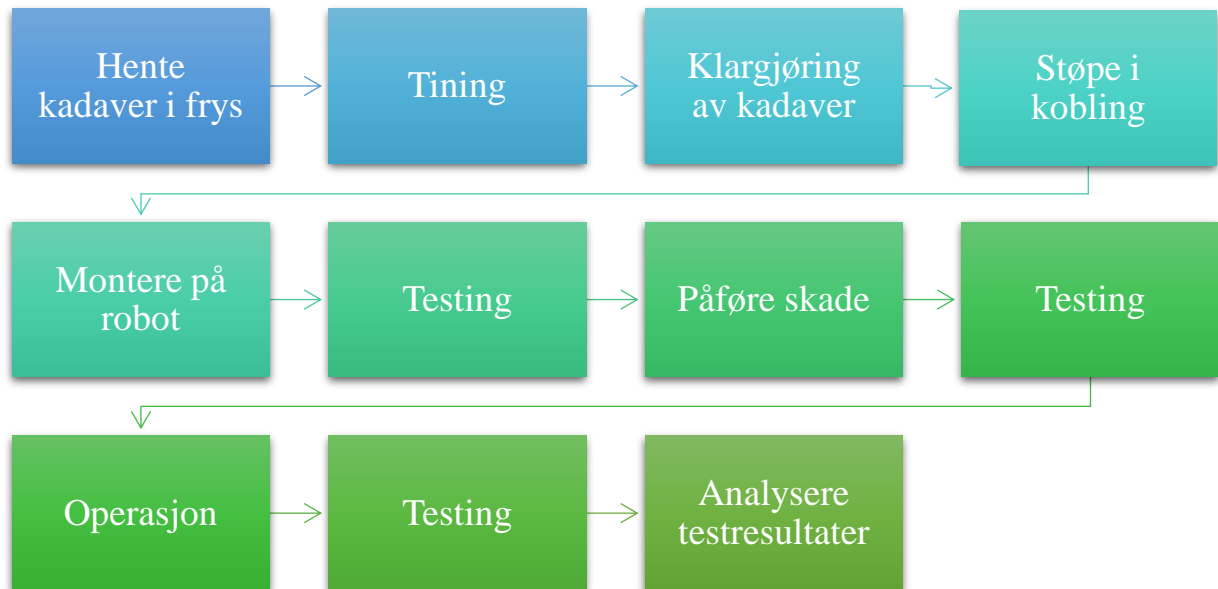 Hente
kadaver i frys
Tining
Klargjøring
av kadaver
Støpe i
kobling
Montere på
robot
Testing
Påføre skade
Testing
Operasjon
Testing
Analysere
testresultater